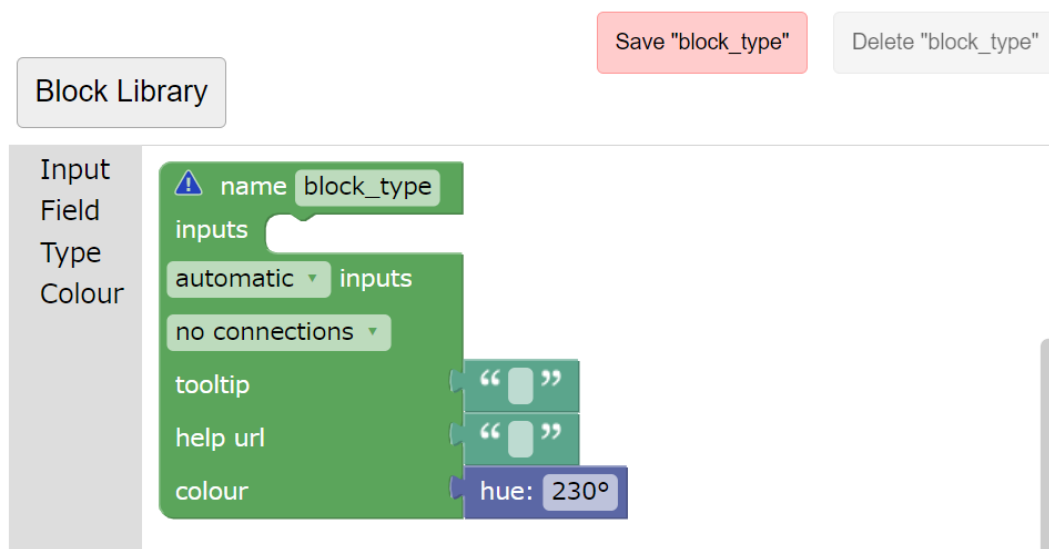 Save "block_type" Delete "block_type"
Block Library
Input
Field
Type
Colour
name block_type
inputs
automatic inputs
no connections
tooltip “ ”
help url “ ”
colour hue: 230°